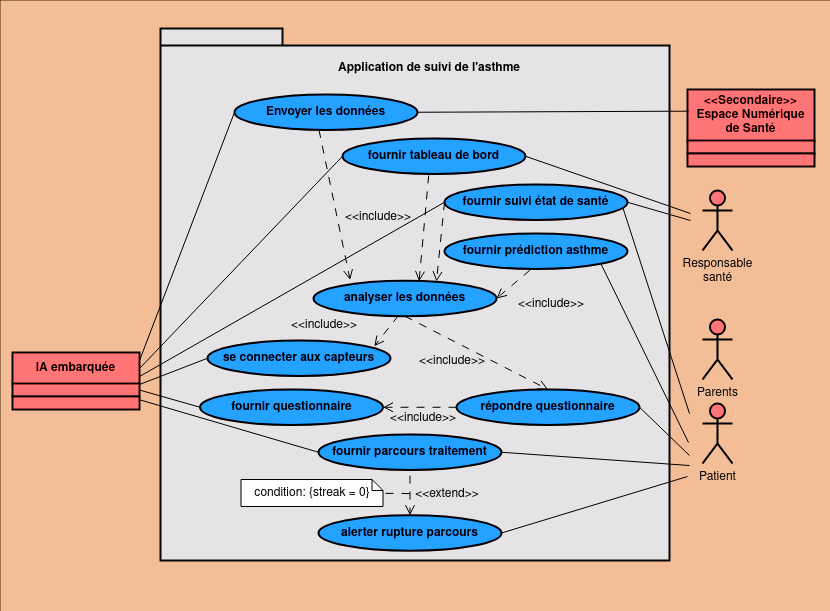 Application de suivi de l'asthme
<<Secondaire>>
Espace Numérique
de Santé
Envoyer les données
fournir tableau de bord
fournir suivi état de santé
<<include>>
fournir prédiction asthme
Responsable
santé
analyser les données
<<include>>
<<include>>
se connecter aux capteurs
<<include>>
IA embarquée
Parents
fournir questionnaire
répondre questionnaire
<<include>>
fournir parcours traitement
Patient
condition: {streak = 0}
<<extend>>
alerter rupture parcours